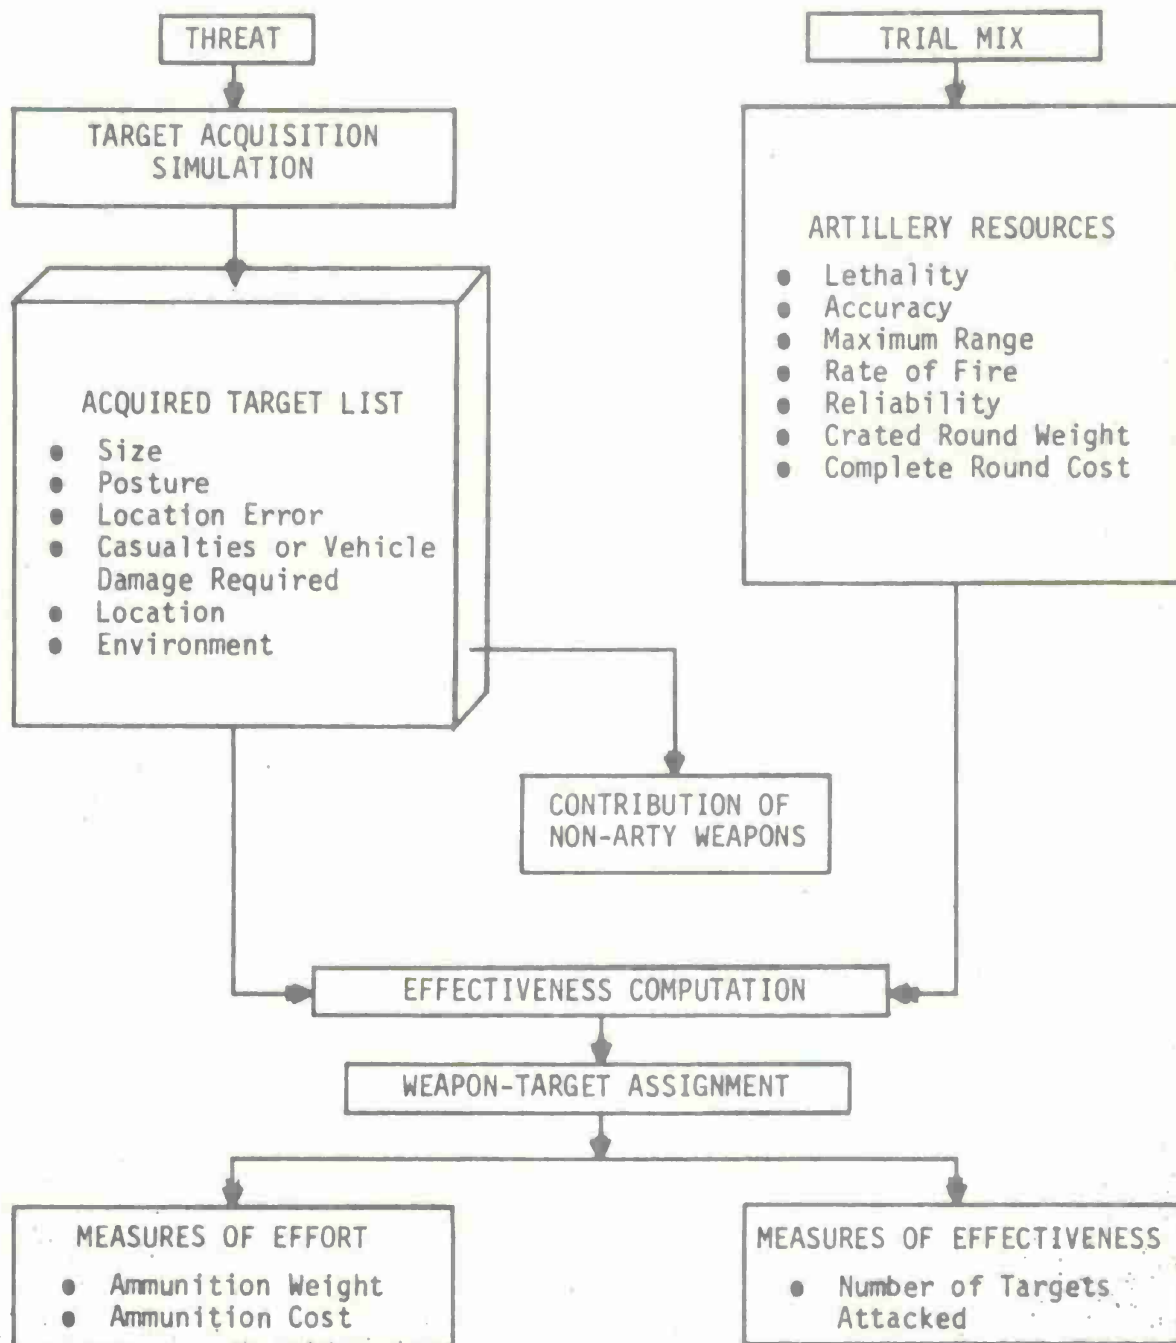 THREAT
TRIAL MIX
TARGET ACQUISITION
SIMULATION
ACQUIRED TARGET LIST
● Size
● Posture
● Location Error
● Casualties or Vehicle
Damage Required
● Location
● Environment
ARTILLERY RESOURCES
● Lethality
● Accuracy
● Maximum Range
● Rate of Fire
● Reliability
● Crated Round Weight
● Complete Round Cost
CONTRIBUTION OF
NON-ARTY WEAPONS
EFFECTIVENESS COMPUTATION
WEAPON-TARGET ASSIGNMENT
MEASURES OF EFFORT
● Ammunition Weight
● Ammunition Cost
MEASURES OF EFFECTIVENESS
● Number of Targets
Attacked